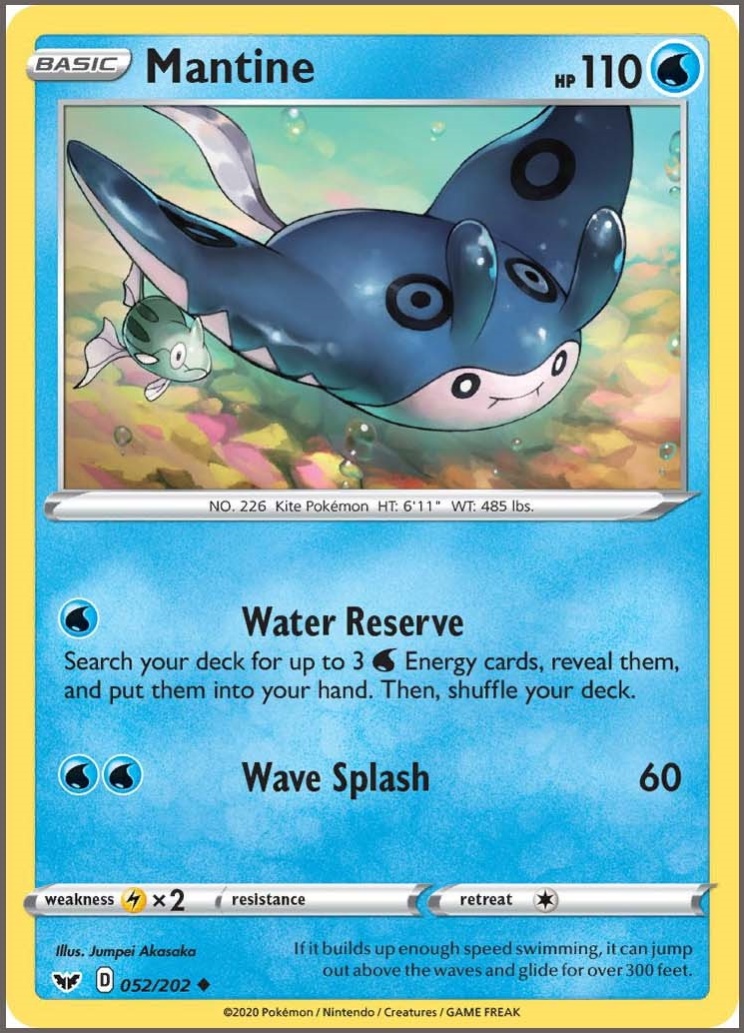 BASIC Mantine HP 110
NO. 226 Kite Pokémon HT: 6'11" WT: 485 lbs.
Water Reserve
Search your deck for up to 3 Energy cards, reveal them,
and put them into your hand. Then, shuffle your deck.
Wave Splash 60
weakness ×2 resistance retreat
Illus. Jumpei Akasaka
If it builds up enough speed swimming, it can jump
out above the waves and glide for over 300 feet.
D 052/202
©2020 Pokémon / Nintendo / Creatures / GAME FREAK